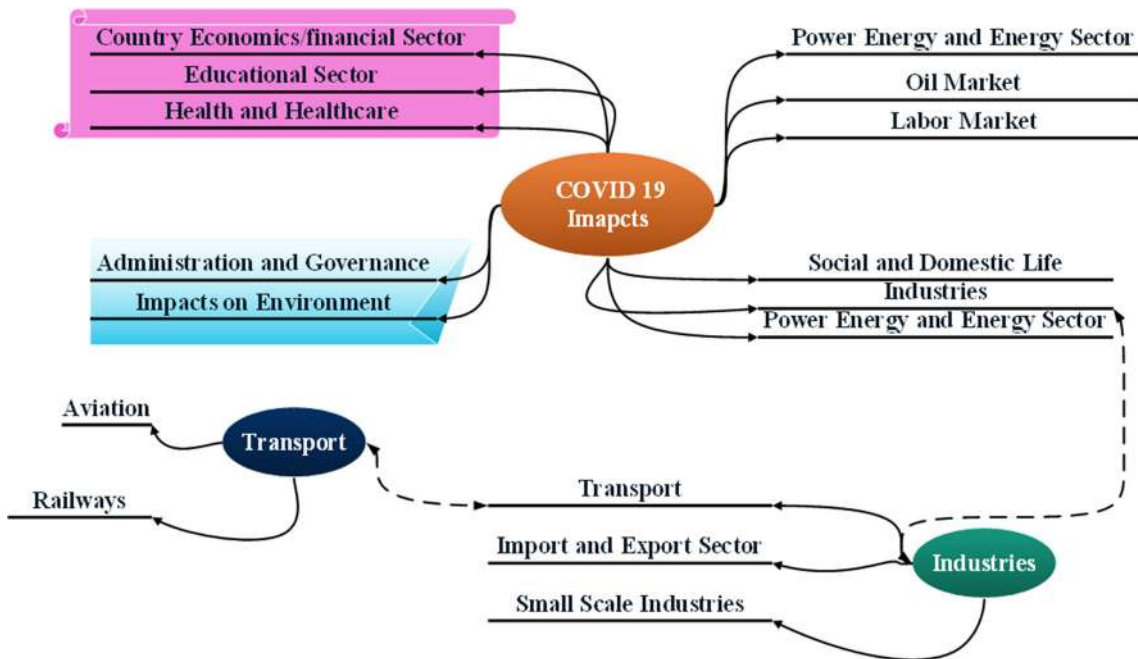 Country Economics/financial Sector
Educational Sector
Health and Healthcare
Power Energy and Energy Sector
Oil Market
Labor Market
COVID 19
Imapcts
Administration and Governance
Impacts on Environment
Social and Domestic Life
Industries
Power Energy and Energy Sector
Aviation
Transport
Railways
Transport
Import and Export Sector
Industries
Small Scale Industries